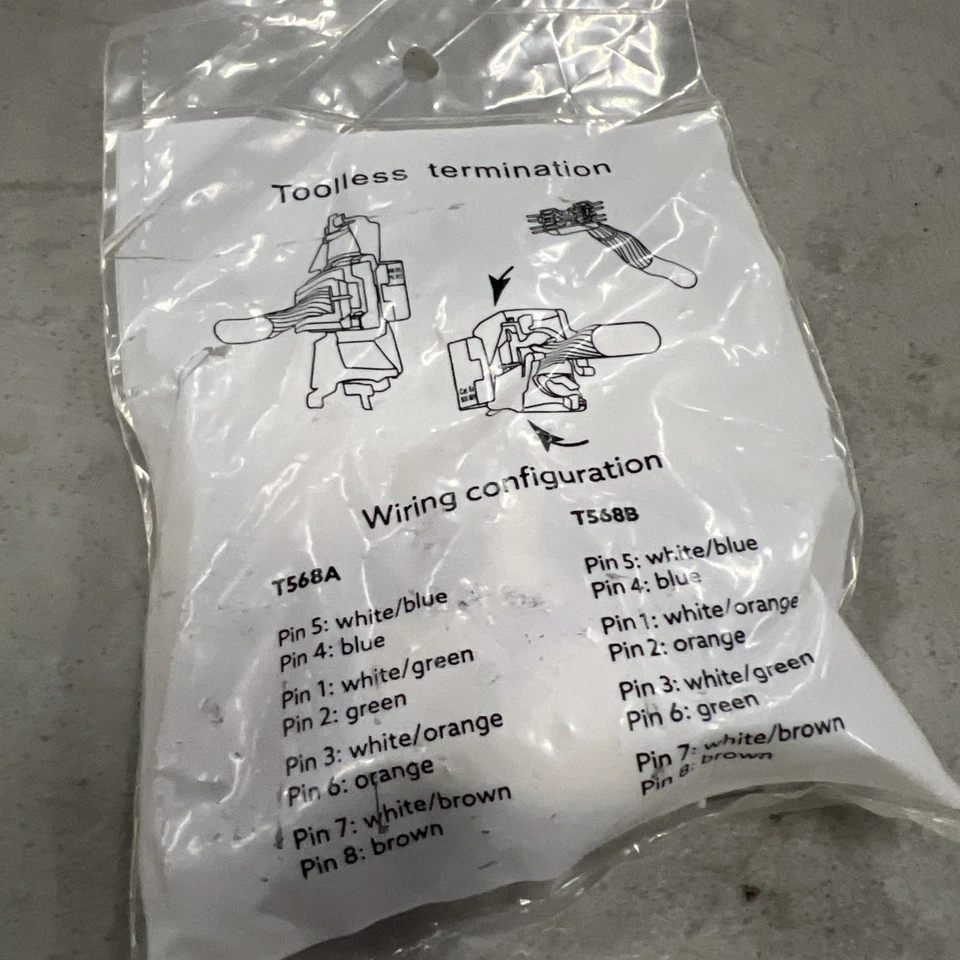 Toolless termination
Wiring configuration
T568A
Pin 5: white/blue
Pin 4: blue
Pin 1: white/green
Pin 2: green
Pin 3: white/orange
Pin 6: orange
Pin 7: white/brown
Pin 8: brown
T568B
Pin 5: white/blue
Pin 4: blue
Pin 1: white/orange
Pin 2: orange
Pin 3: white/green
Pin 6: green
Pin 7: white/brown
Pin 8: brown